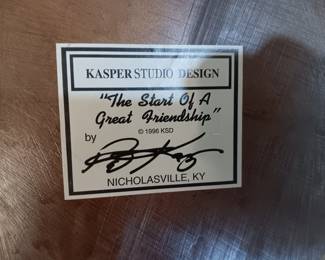 KASPER STUDIO DESIGN
"The Start Of A
Great Friendship"
by © 1996 KSD
NICHOLASVILLE, KY